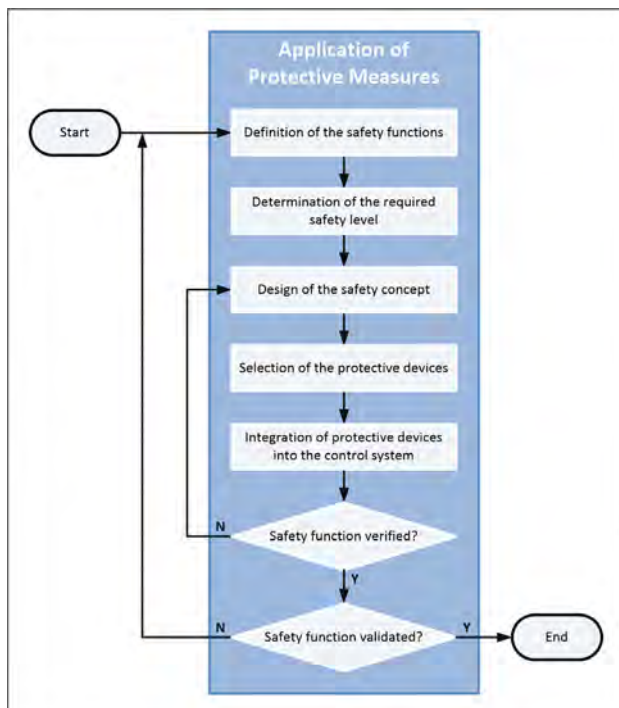 Application of
Protective Measures
Start
Definition of the safety functions
Determination of the required
safety level
Design of the safety concept
Selection of the protective devices
Integration of protective devices
into the control system
N
Safety function verified?
Y
N
Safety function validated?
Y
End